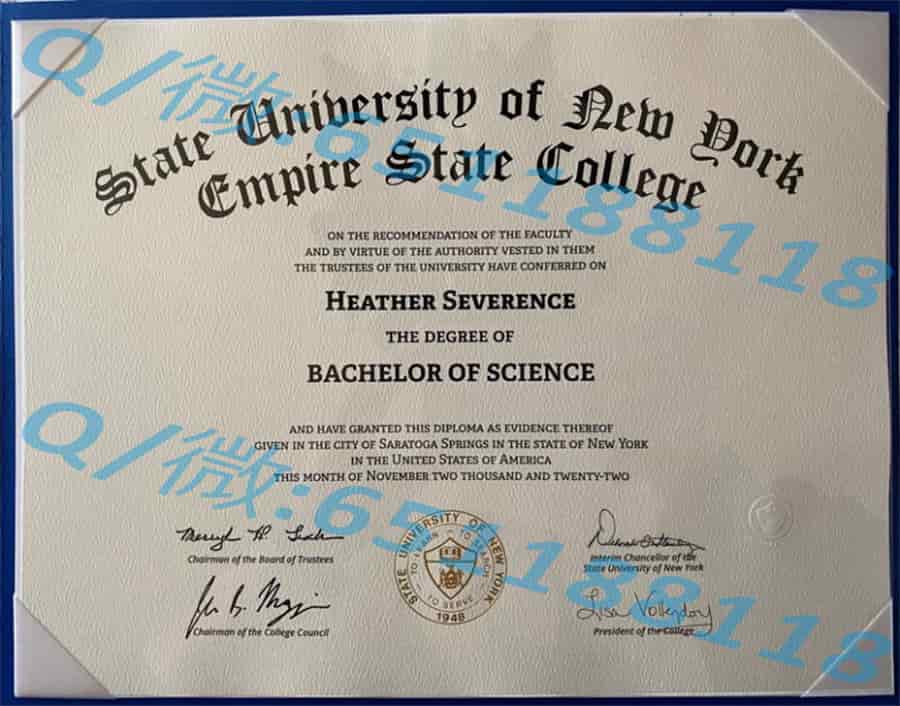 State University of New York
Empire State College
ON THE RECOMMENDATION OF THE FACULTY
AND BY VIRTUE OF THE AUTHORITY VESTED IN THEM
THE TRUSTEES OF THE UNIVERSITY HAVE CONFERRED ON
HEATHER SEVERENCE
THE DEGREE OF
BACHELOR OF SCIENCE
AND HAVE GRANTED THIS DIPLOMA AS EVIDENCE THEREOF
GIVEN IN THE CITY OF SARATOGA SPRINGS IN THE STATE OF NEW YORK
IN THE UNITED STATES OF AMERICA
THIS MONTH OF NOVEMBER TWO THOUSAND AND TWENTY-TWO
Chairman of the Board of Trustees
Interim Chancellor of the
State University of New York
Chairman of the College Council
President of the College
STATE UNIVERSITY OF NEW YORK
TO LEARN TO SEARCH
TO SERVE
1948
Q/微:651188118
Q/微:651188118